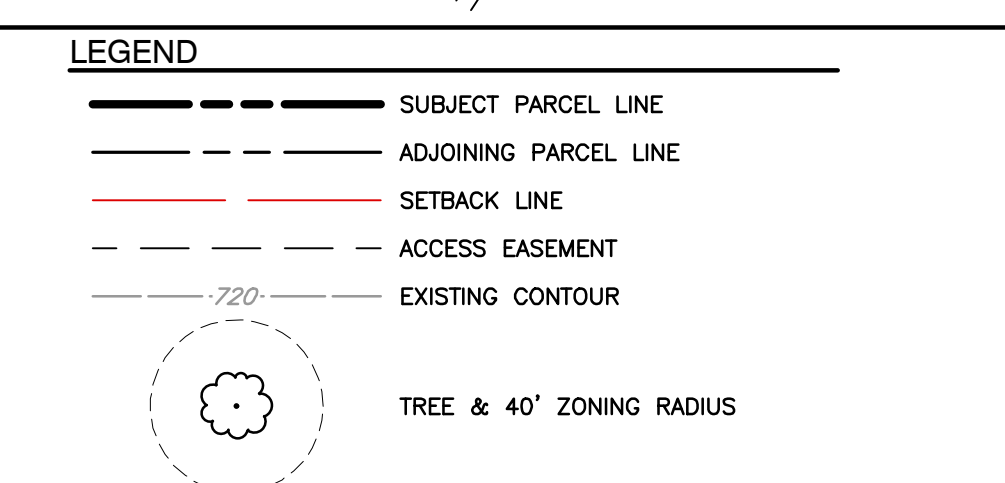 LEGEND
SUBJECT PARCEL LINE
ADJOINING PARCEL LINE
SETBACK LINE
ACCESS EASEMENT
720 EXISTING CONTOUR
TREE & 40' ZONING RADIUS